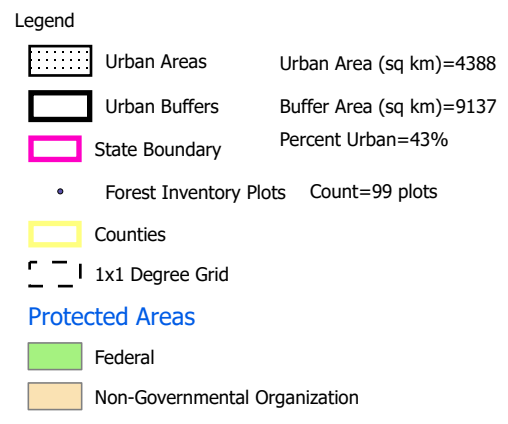 Legend
Urban Areas Urban Area (sq km)=4388
Urban Buffers Buffer Area (sq km)=9137
State Boundary Percent Urban=43%
Forest Inventory Plots Count=99 plots
Counties
1x1 Degree Grid
Protected Areas
Federal
Non-Governmental Organization